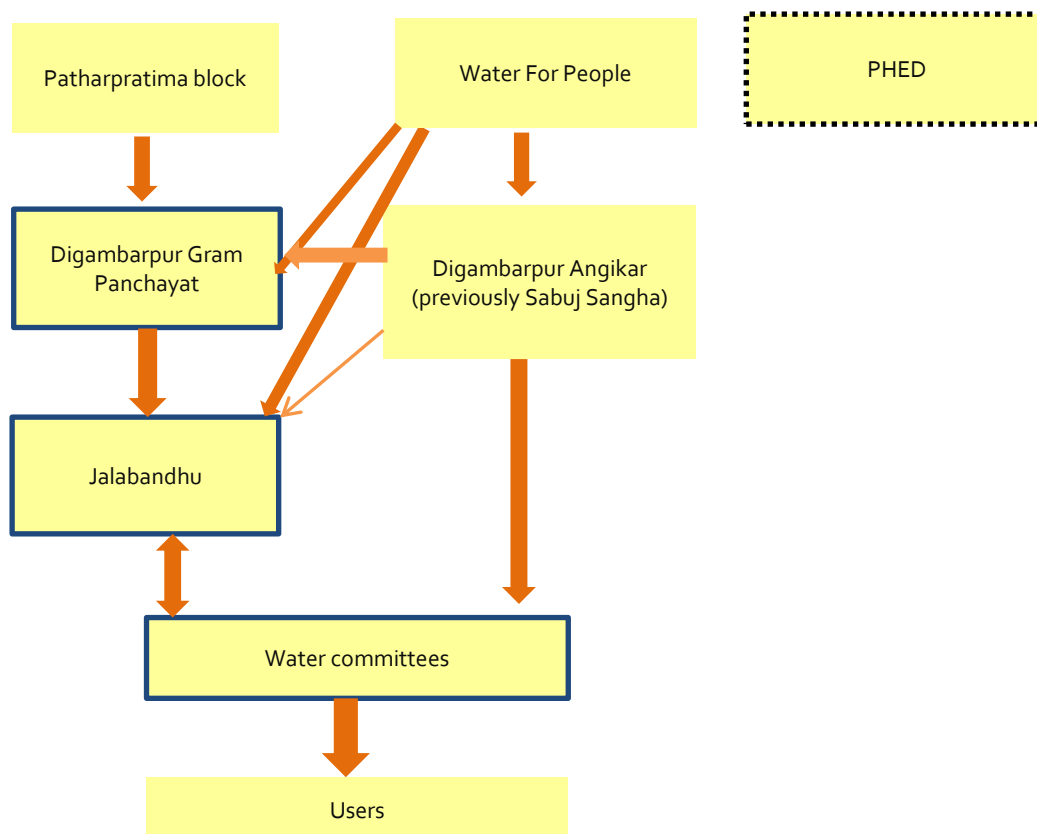 Patharpratima block
Water For People
PHED
Digambarpur Gram
Panchayat
Digambarpur Angikar
(previously Sabuj Sangha)
Jalabandhu
Water committees
Users